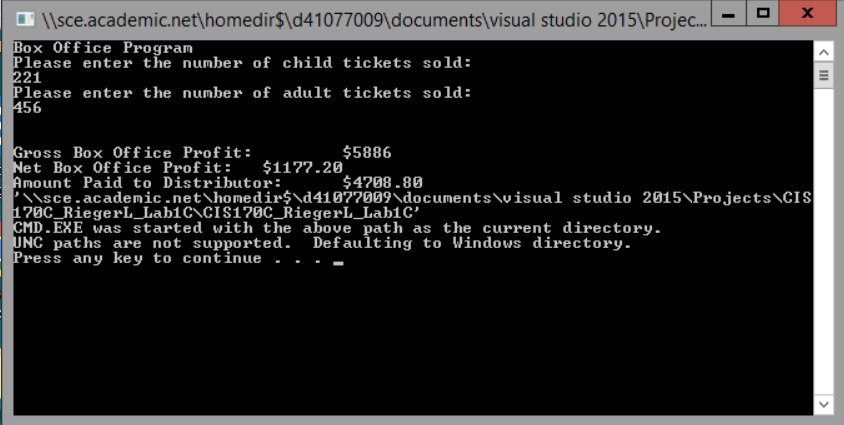 \\sce.academic.net\homedir$\d41077009\documents\visual studio 2015\Projec...
Box Office Program
Please enter the number of child tickets sold:
221
Please enter the number of adult tickets sold:
456
Gross Box Office Profit:          $5886
Net Box Office Profit:   $1177.20
Amount Paid to Distributor:       $4708.80
'\\sce.academic.net\homedir$\d41077009\documents\visual studio 2015\Projects\CIS
170C_RiegerL_Lab1C\CIS170C_RiegerL_Lab1C'
CMD.EXE was started with the above path as the current directory.
UNC paths are not supported.  Defaulting to Windows directory.
Press any key to continue . . . _